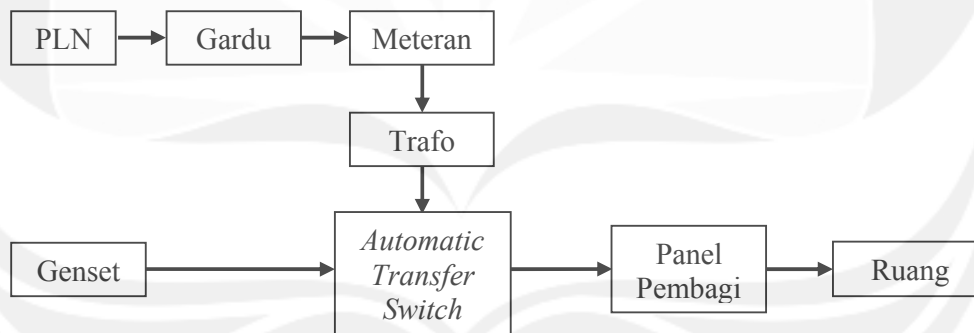 PLN
Gardu
Meteran
Trafo
Genset
Automatic
Transfer
Switch
Panel
Pembagi
Ruang